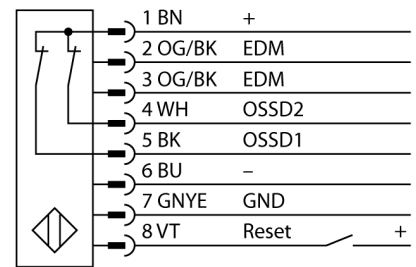 1 BN +
2 OG/BK EDM
3 OG/BK EDM
4 WH OSSD2
5 BK OSSD1
6 BU –
7 GNYE GND
8 VT Reset +